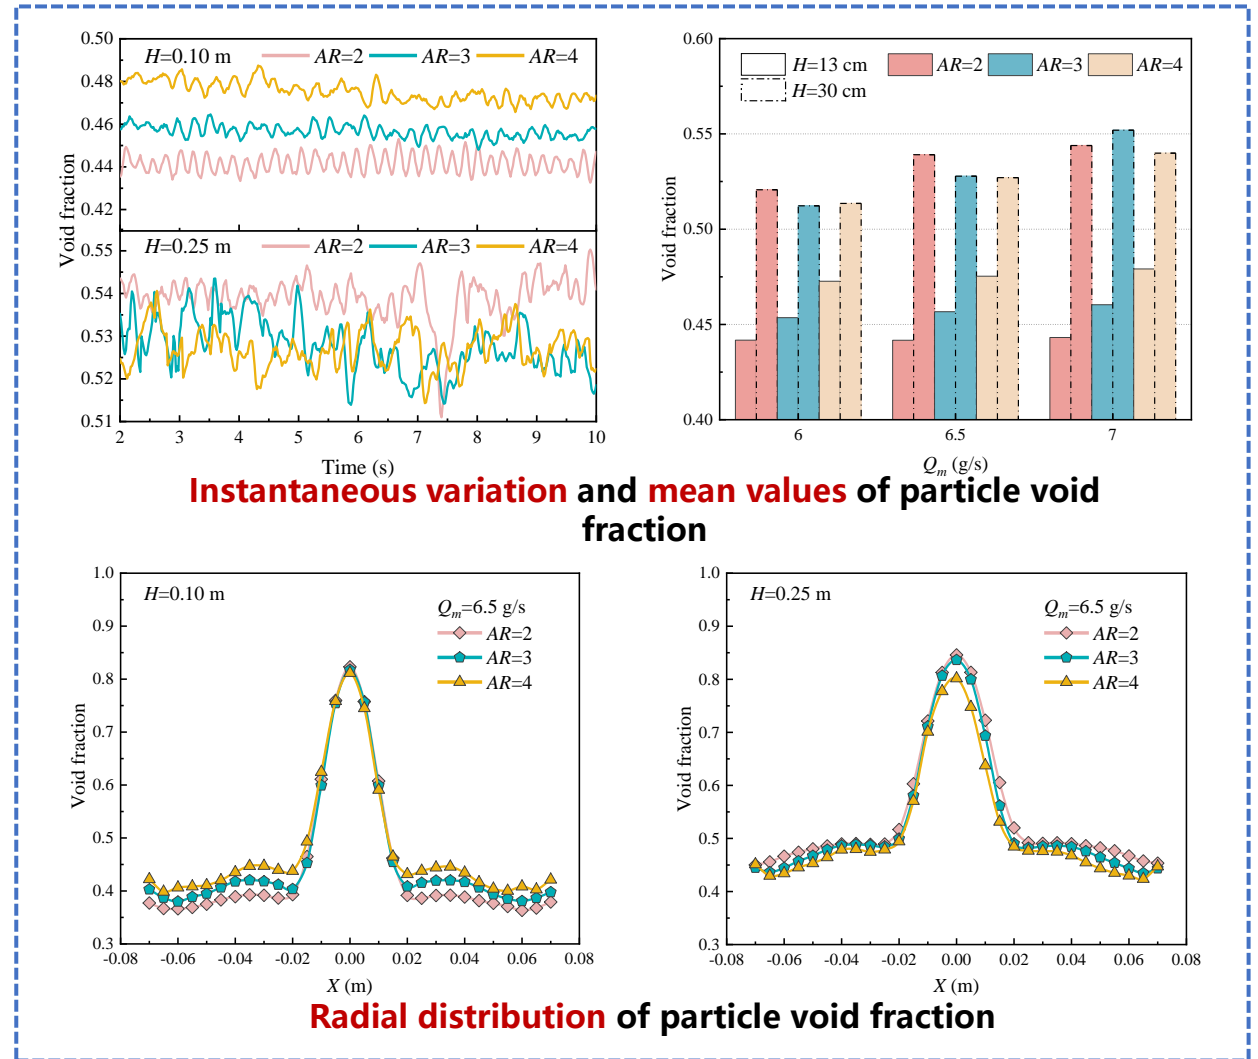 H=0.10 m AR=2 AR=3 AR=4
0.50
0.48
0.46
0.44
0.42
H=0.25 m AR=2 AR=3 AR=4
0.55
0.54
0.53
0.52
0.51
Void fraction
2 3 4 5 6 7 8 9 10
Time (s)
H=13 cm AR=2 AR=3 AR=4
H=30 cm
0.60
0.55
0.50
0.45
0.40
Void fraction
6 6.5 7
Qm (g/s)
Instantaneous variation and mean values of particle void
fraction
H=0.10 m
Qm=6.5 g/s
AR=2
AR=3
AR=4
1.0
0.9
0.8
0.7
0.6
0.5
0.4
0.3
Void fraction
-0.08 -0.06 -0.04 -0.02 0.00 0.02 0.04 0.06 0.08
X (m)
H=0.25 m
Qm=6.5 g/s
AR=2
AR=3
AR=4
1.0
0.9
0.8
0.7
0.6
0.5
0.4
0.3
Void fraction
-0.08 -0.06 -0.04 -0.02 0.00 0.02 0.04 0.06 0.08
X (m)
Radial distribution of particle void fraction